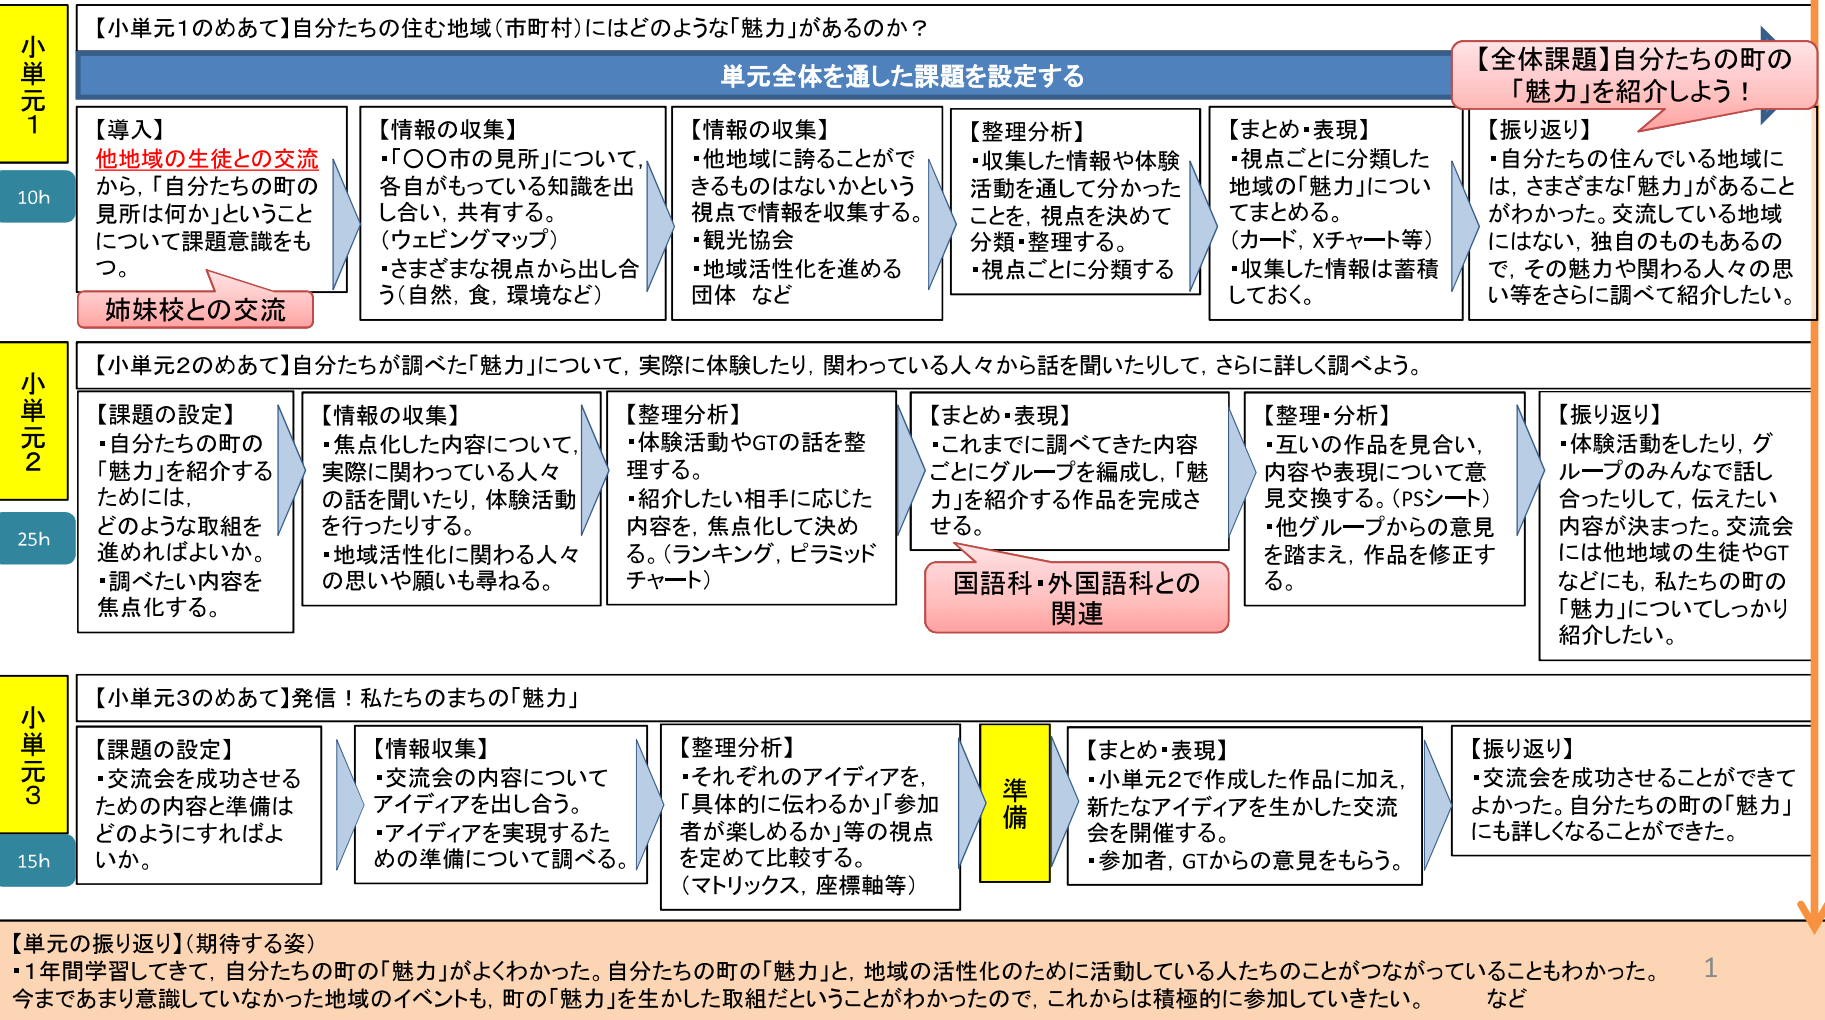 小単元1
10h
【小単元1のめあて】自分たちの住む地域(市町村)にはどのような「魅力」があるのか?
単元全体を通した課題を設定する
【全体課題】自分たちの町の
「魅力」を紹介しよう!
【導入】
他地域の生徒との交流
から,「自分たちの町の
見所は何か」ということ
について課題意識をも
つ。
姉妹校との交流
【情報の収集】
・「〇〇市の見所」について,
各自がもっている知識を出
し合い,共有する。
(ウェビングマップ)
・さまざまな視点から出し合
う(自然,食,環境など)
【情報の収集】
・他地域に誇ることがで
きるものはないかという
視点で情報を収集する。
・観光協会
・地域活性化を進める
団体 など
【整理分析】
・収集した情報や体験
活動を通して分かった
ことを,視点を決めて
分類・整理する。
・視点ごとに分類する
【まとめ・表現】
・視点ごとに分類した
地域の「魅力」につい
てまとめる。
(カード,Xチャート等)
・収集した情報は蓄積
しておく。
【振り返り】
・自分たちの住んでいる地域に
は,さまざまな「魅力」があること
がわかった。交流している地域
にはない,独自のものもあるの
で,その魅力や関わる人々の思
い等をさらに調べて紹介したい。
小単元2
25h
【小単元2のめあて】自分たちが調べた「魅力」について,実際に体験したり,関わっている人々から話を聞いたりして,さらに詳しく調べよう。
【課題の設定】
・自分たちの町の
「魅力」を紹介する
ためには,
どのような取組を
進めればよいか。
・調べたい内容を
焦点化する。
【情報の収集】
・焦点化した内容について,
実際に関わっている人々
の話を聞いたり,体験活動
を行ったりする。
・地域活性化に関わる人々
の思いや願いも尋ねる。
【整理分析】
・体験活動やGTの話を整
理する。
・紹介したい相手に応じた
内容を,焦点化して決め
る。(ランキング,ピラミッド
チャート)
【まとめ・表現】
・これまでに調べてきた内容
ごとにグループを編成し,「魅
力」を紹介する作品を完成さ
せる。
国語科・外国語科との
関連
【整理・分析】
・互いの作品を見合い,
内容や表現について意
見交換する。(PSシート)
・他グループからの意見
を踏まえ,作品を修正す
る。
【振り返り】
・体験活動をしたり,グ
ループのみんなで話し
合ったりして,伝えたい
内容が決まった。交流会
には他地域の生徒やGT
などにも,私たちの町の
「魅力」についてしっかり
紹介したい。
小単元3
15h
【小単元3のめあて】発信!私たちのまちの「魅力」
【課題の設定】
・交流会を成功させる
ための内容と準備は
どのようにすればよ
いか。
【情報収集】
・交流会の内容について
アイディアを出し合う。
・アイディアを実現するた
めの準備について調べる。
【整理分析】
・それぞれのアイディアを,
「具体的に伝わるか」「参加
者が楽しめるか」等の視点
を定めて比較する。
(マトリックス,座標軸等)
準備
【まとめ・表現】
・小単元2で作成した作品に加え,
新たなアイディアを生かした交流
会を開催する。
・参加者,GTからの意見をもらう。
【振り返り】
・交流会を成功させることができて
よかった。自分たちの町の「魅力」
にも詳しくなることができた。
【単元の振り返り】(期待する姿)
・1年間学習してきて,自分たちの町の「魅力」がよくわかった。自分たちの町の「魅力」と,地域の活性化のために活動している人たちのことがつながっていることもわかった。
今まであまり意識していなかった地域のイベントも,町の「魅力」を生かした取組だということがわかったので,これからは積極的に参加していきたい。 など
1